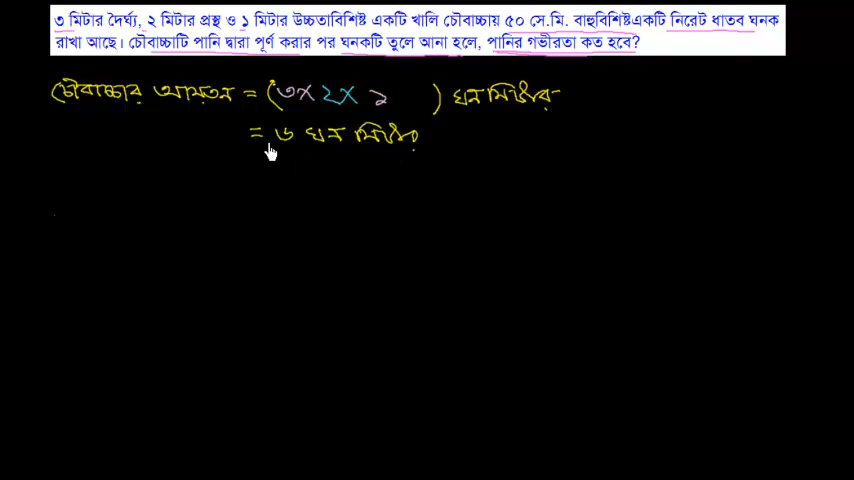 ৩ মিটার দৈর্ঘ্য, ২ মিটার প্রস্থ ও ১ মিটার উচ্চতাবিশিষ্ট একটি খালি চৌবাচ্চায় ৫০ সে.মি. বাহুবিশিষ্টএকটি নিরেট ধাতব ঘনক
রাখা আছে। চৌবাচ্চাটি পানি দ্বারা পূর্ণ করার পর ঘনকটি তুলে আনা হলে, পানির গভীরতা কত হবে?
চৌবাচ্চার আয়তন = (৩× ২× ১ ) ঘন মিটার
= ৬ ঘন মিটার